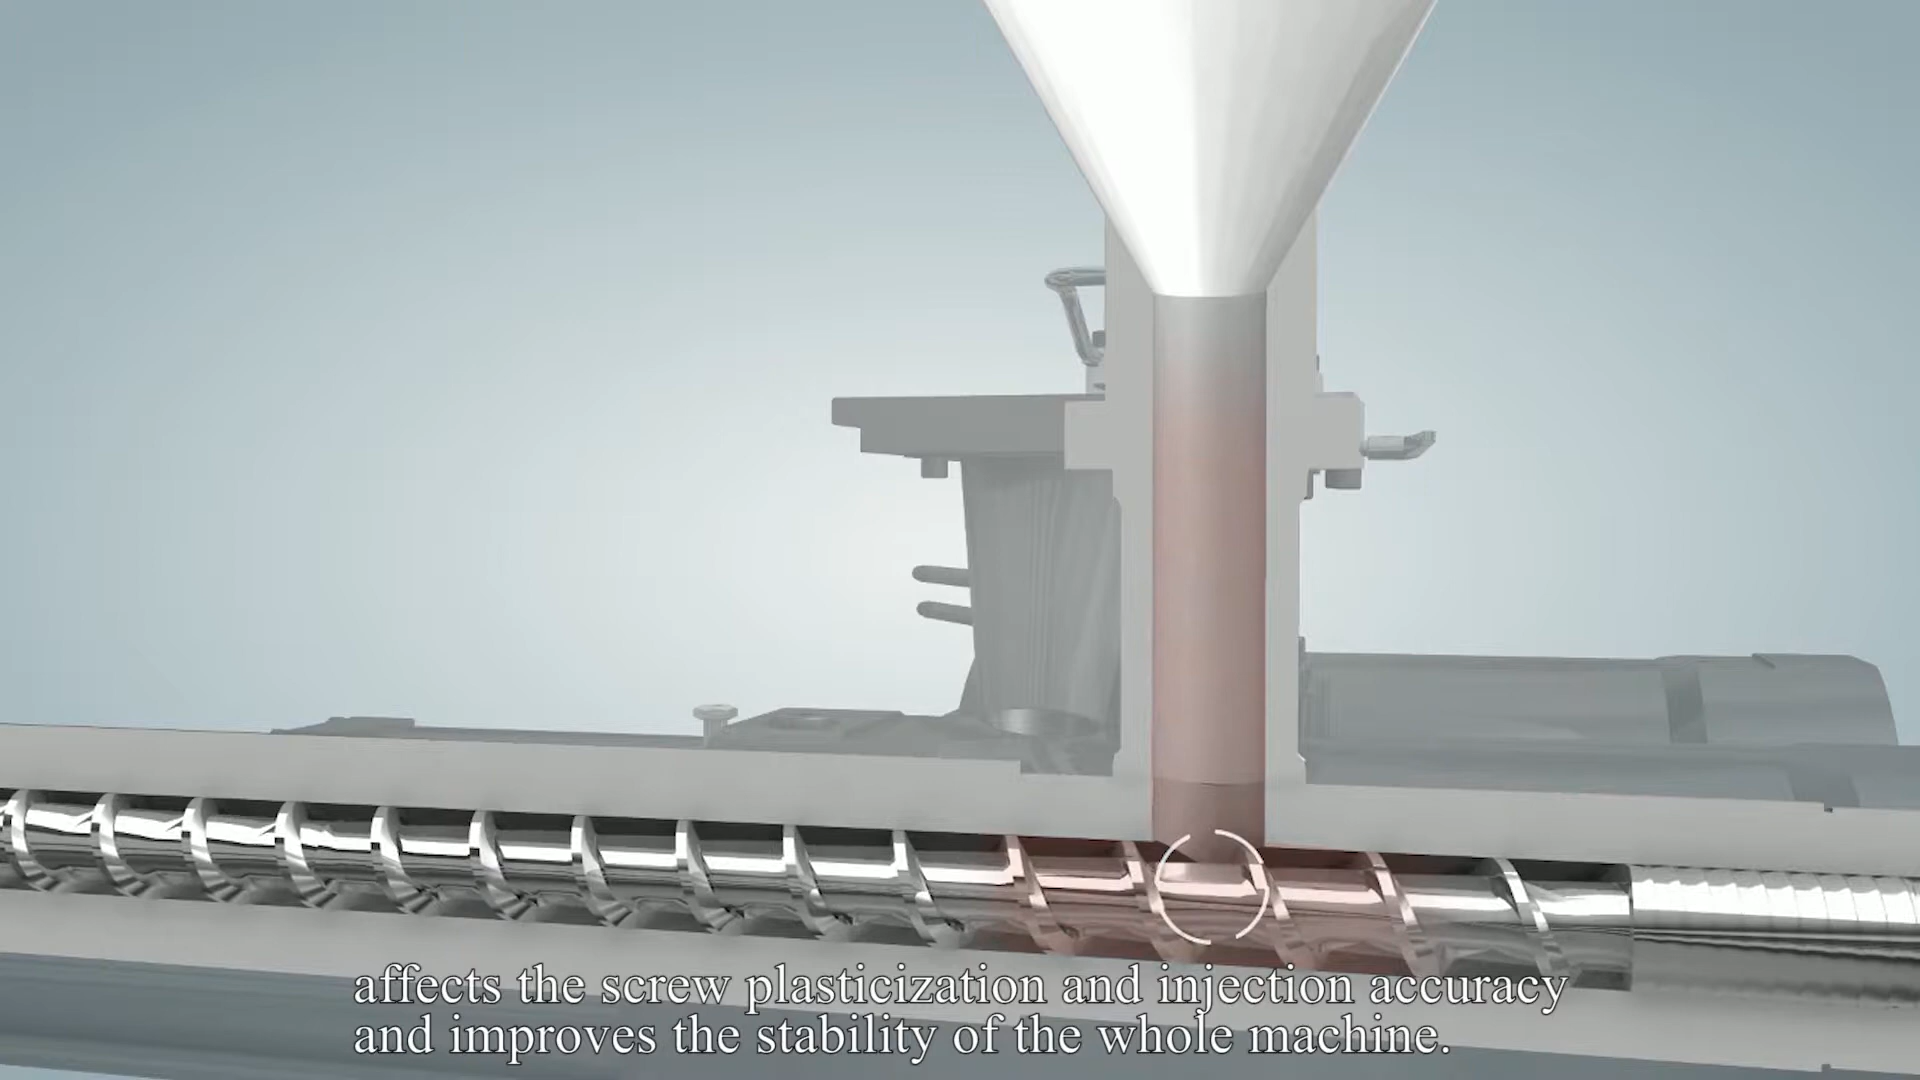 affects the screw plasticization and injection accuracy
and improves the stability of the whole machine.